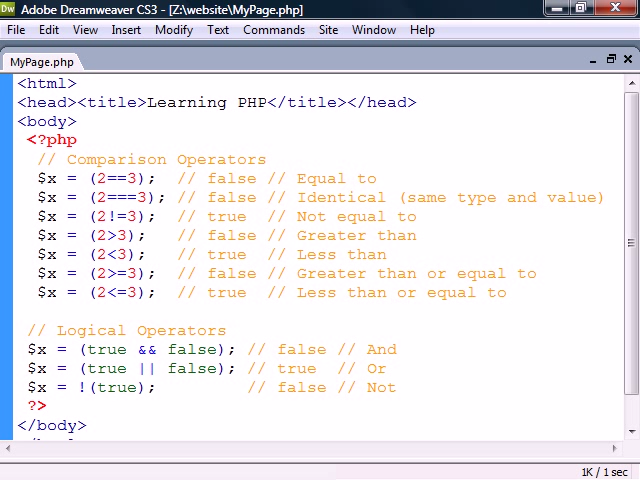 Dw Adobe Dreamweaver CS3 - [Z:\website\MyPage.php]
File Edit View Insert Modify Text Commands Site Window Help
MyPage.php
<html>
<head><title>Learning PHP</title></head>
<body>
<?php
// Comparison Operators
$x = (2==3);  // false // Equal to
$x = (2===3); // false // Identical (same type and value)
$x = (2!=3);  // true  // Not equal to
$x = (2>3);   // false // Greater than
$x = (2<3);   // true  // Less than
$x = (2>=3);  // false // Greater than or equal to
$x = (2<=3);  // true  // Less than or equal to
// Logical Operators
$x = (true && false); // false // And
$x = (true || false); // true  // Or
$x = !(true);         // false // Not
?>
</body>
1K / 1 sec